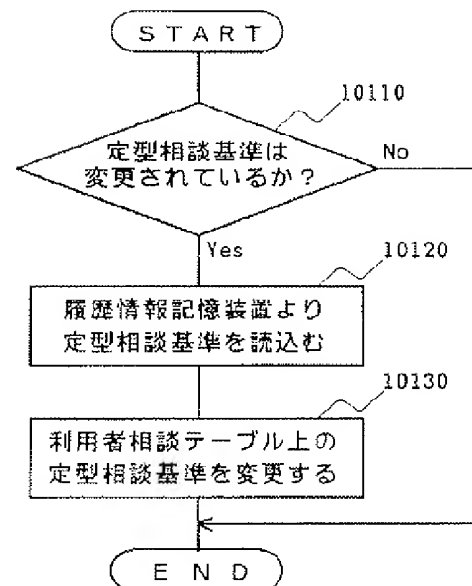 START
10110
定型相談基準は
変更されているか？
No
Yes
10120
履歴情報記憶装置より
定型相談基準を読込む
10130
利用者相談テーブル上の
定型相談基準を変更する
END